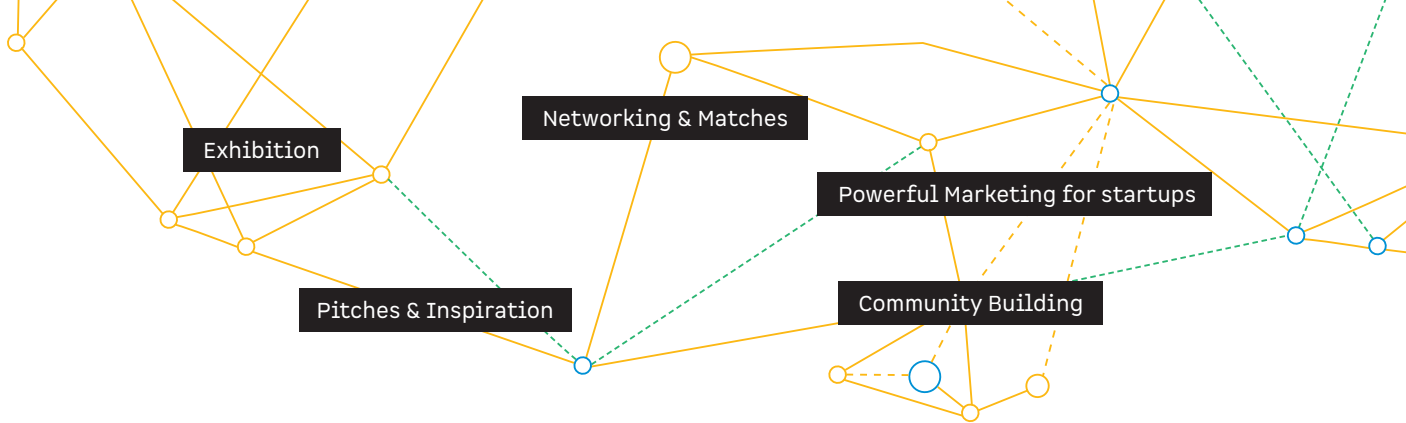 Networking & Matches
Exhibition
Powerful Marketing for startups
Pitches & Inspiration
Community Building